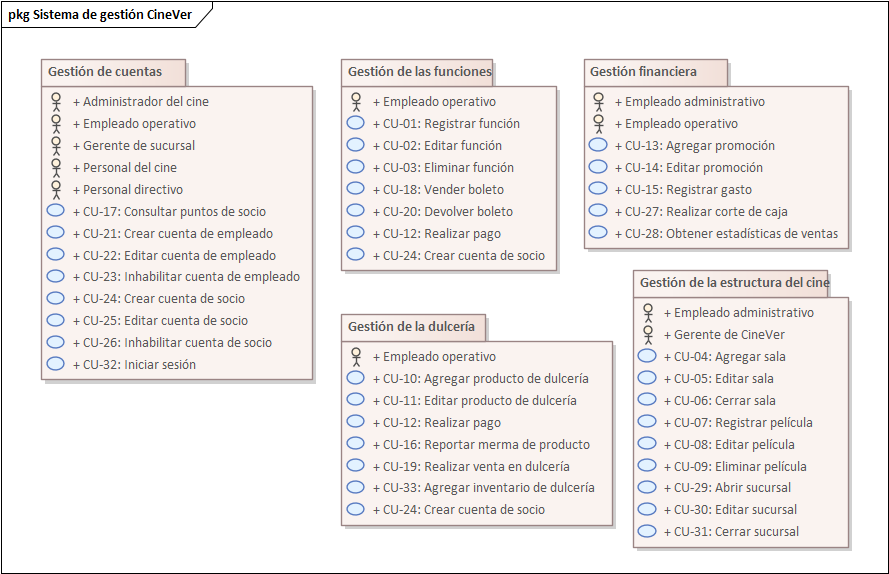 pkg Sistema de gestión CineVer
Gestión de cuentas
+ Administrador del cine
+ Empleado operativo
+ Gerente de sucursal
+ Personal del cine
+ Personal directivo
+ CU-17: Consultar puntos de socio
+ CU-21: Crear cuenta de empleado
+ CU-22: Editar cuenta de empleado
+ CU-23: Inhabilitar cuenta de empleado
+ CU-24: Crear cuenta de socio
+ CU-25: Editar cuenta de socio
+ CU-26: Inhabilitar cuenta de socio
+ CU-32: Iniciar sesión
Gestión de las funciones
+ Empleado operativo
+ CU-01: Registrar función
+ CU-02: Editar función
+ CU-03: Eliminar función
+ CU-18: Vender boleto
+ CU-20: Devolver boleto
+ CU-12: Realizar pago
+ CU-24: Crear cuenta de socio
Gestión financiera
+ Empleado administrativo
+ Empleado operativo
+ CU-13: Agregar promoción
+ CU-14: Editar promoción
+ CU-15: Registrar gasto
+ CU-27: Realizar corte de caja
+ CU-28: Obtener estadísticas de ventas
Gestión de la dulcería
+ Empleado operativo
+ CU-10: Agregar producto de dulcería
+ CU-11: Editar producto de dulcería
+ CU-12: Realizar pago
+ CU-16: Reportar merma de producto
+ CU-19: Realizar venta en dulcería
+ CU-33: Agregar inventario de dulcería
+ CU-24: Crear cuenta de socio
Gestión de la estructura del cine
+ Empleado administrativo
+ Gerente de CineVer
+ CU-04: Agregar sala
+ CU-05: Editar sala
+ CU-06: Cerrar sala
+ CU-07: Registrar película
+ CU-08: Editar película
+ CU-09: Eliminar película
+ CU-29: Abrir sucursal
+ CU-30: Editar sucursal
+ CU-31: Cerrar sucursal